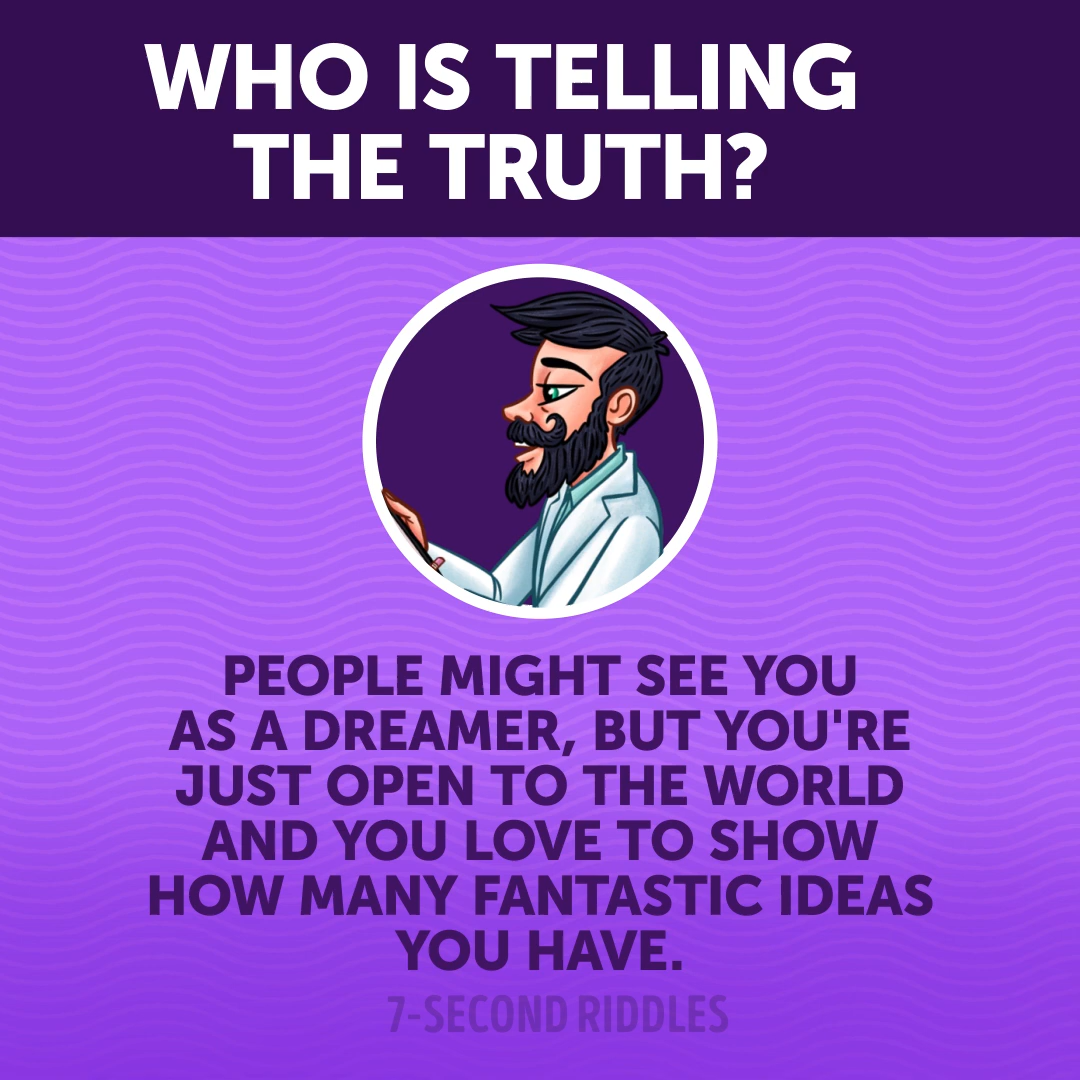 WHO IS TELLING
THE TRUTH?
PEOPLE MIGHT SEE YOU
AS A DREAMER, BUT YOU'RE
JUST OPEN TO THE WORLD
AND YOU LOVE TO SHOW
HOW MANY FANTASTIC IDEAS
YOU HAVE.
7-SECOND RIDDLES